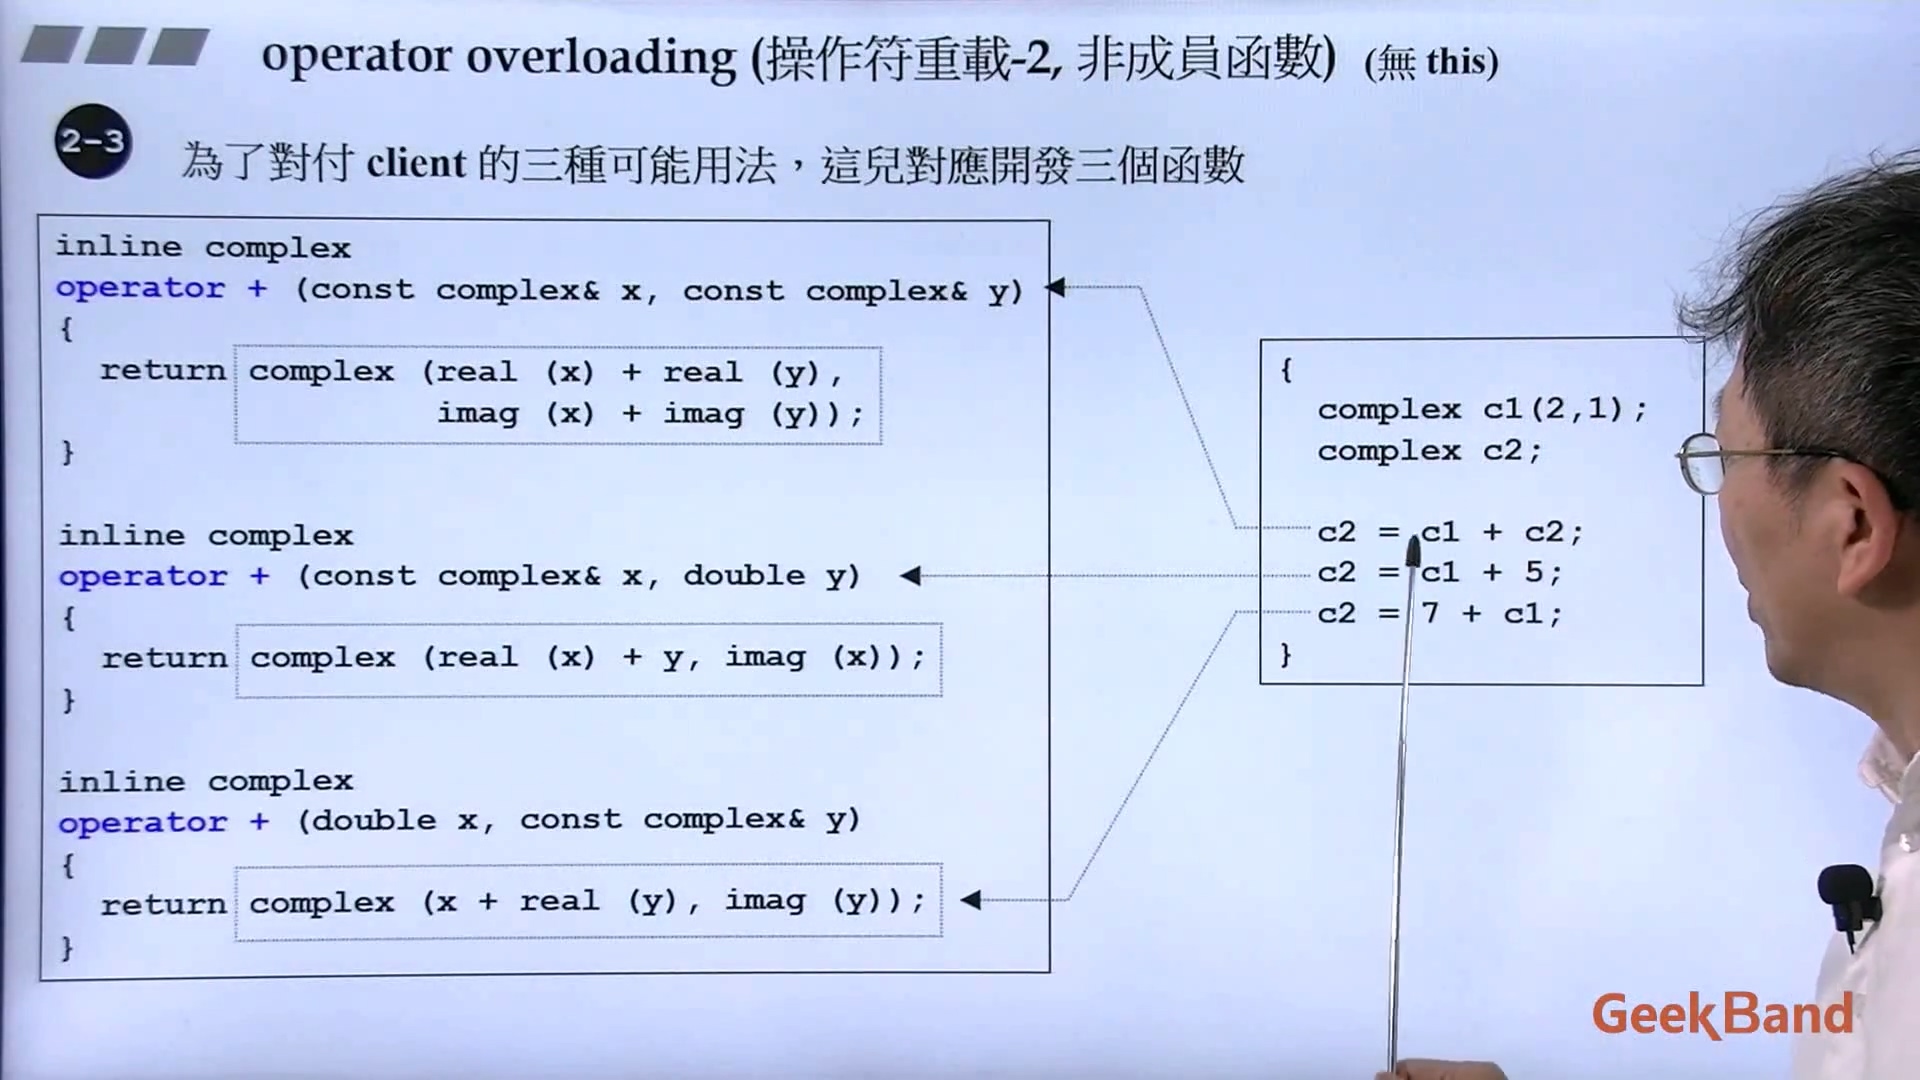 operator overloading (操作符重載-2, 非成員函數) (無 this)
2-3
為了對付 client 的三種可能用法，這兒對應開發三個函數
inline complex
operator + (const complex& x, const complex& y)
{
return complex (real (x) + real (y),
imag (x) + imag (y));
}
inline complex
operator + (const complex& x, double y)
{
return complex (real (x) + y, imag (x));
}
inline complex
operator + (double x, const complex& y)
{
return complex (x + real (y), imag (y));
}
{
complex c1(2,1);
complex c2;
c2 = c1 + c2;
c2 = c1 + 5;
c2 = 7 + c1;
}
GeekBand